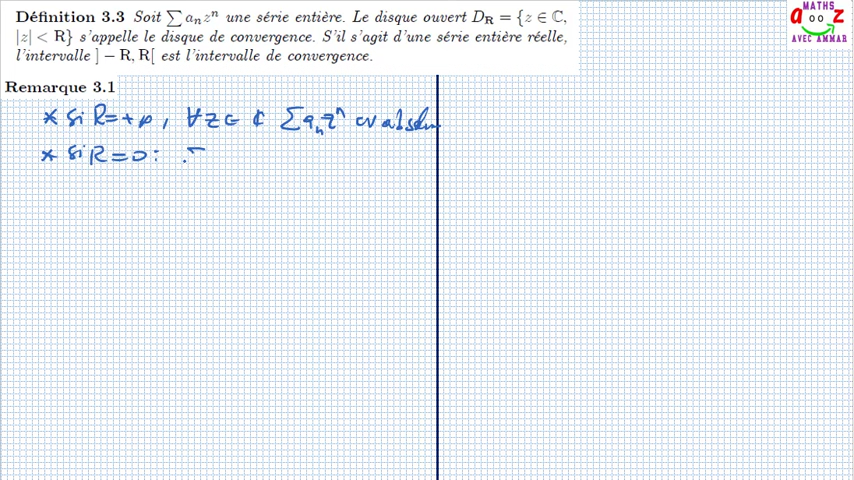 Définition 3.3 Soit ∑ aₙzⁿ une série entière. Le disque ouvert D_R = {z ∈ ℂ,
|z| < R} s'appelle le disque de convergence. S'il s'agit d'une série entière réelle,
l'intervalle ] − R, R[ est l'intervalle de convergence.
MATHS
a oo z
AVEC AMMAR
Remarque 3.1
* si R = +∞, ∀z ∈ ℂ ∑ aₙzⁿ cv absolu
* si R = 0 :